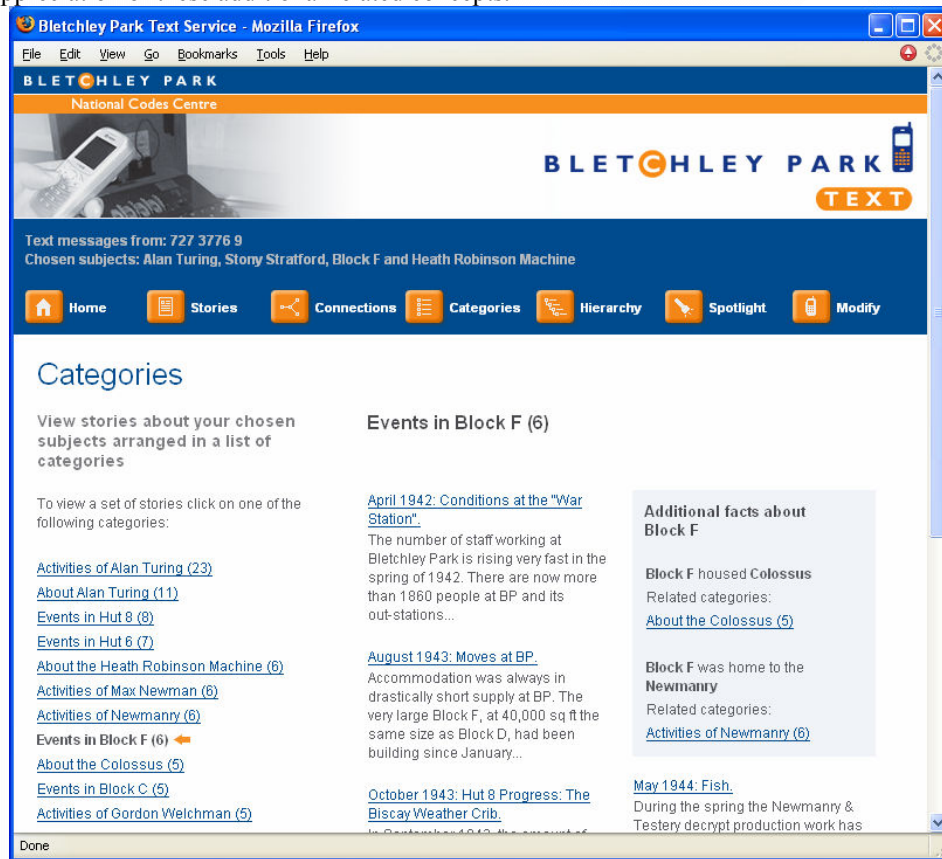 Bletchley Park Text Service - Mozilla Firefox
File Edit View Go Bookmarks Tools Help
BLETCHLEY PARK
National Codes Centre
BLETCHLEY PARK
TEXT
Text messages from: 727 3776 9
Chosen subjects: Alan Turing, Stony Stratford, Block F and Heath Robinson Machine
Home Stories Connections Categories Hierarchy Spotlight Modify
Categories
View stories about your chosen
subjects arranged in a list of
categories
To view a set of stories click on one of the
following categories:
Activities of Alan Turing (23)
About Alan Turing (11)
Events in Hut 8 (8)
Events in Hut 6 (7)
About the Heath Robinson Machine (6)
Activities of Max Newman (6)
Activities of Newmanry (6)
Events in Block F (6)
About the Colossus (5)
Events in Block C (5)
Activities of Gordon Welchman (5)
Events in Block F (6)
April 1942: Conditions at the "War
Station".
The number of staff working at
Bletchley Park is rising very fast in the
spring of 1942. There are now more
than 1860 people at BP and its
out-stations...
August 1943: Moves at BP.
Accommodation was always in
drastically short supply at BP. The
very large Block F, at 40,000 sq ft the
same size as Block D, had been
building since January...
October 1943: Hut 8 Progress: The
Biscay Weather Crib.
Additional facts about
Block F
Block F housed Colossus
Related categories:
About the Colossus (5)
Block F was home to the
Newmanry
Related categories:
Activities of Newmanry (6)
May 1944: Fish.
During the spring the Newmanry &
Testery decrypt production work has
Done